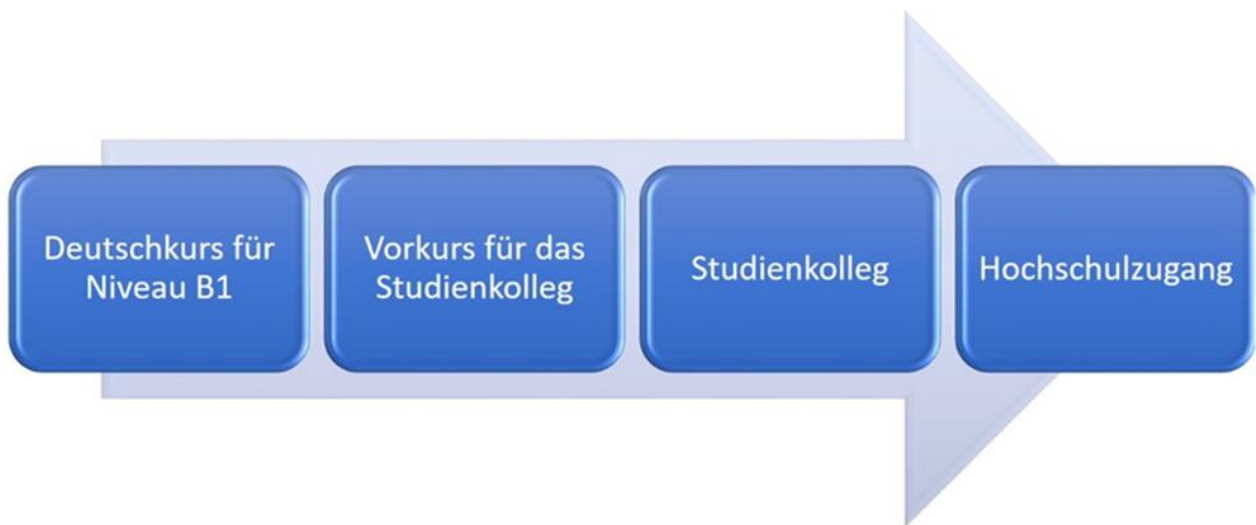 Deutschkurs für
Niveau B1
Vorkurs für das
Studienkolleg
Studienkolleg
Hochschulzugang